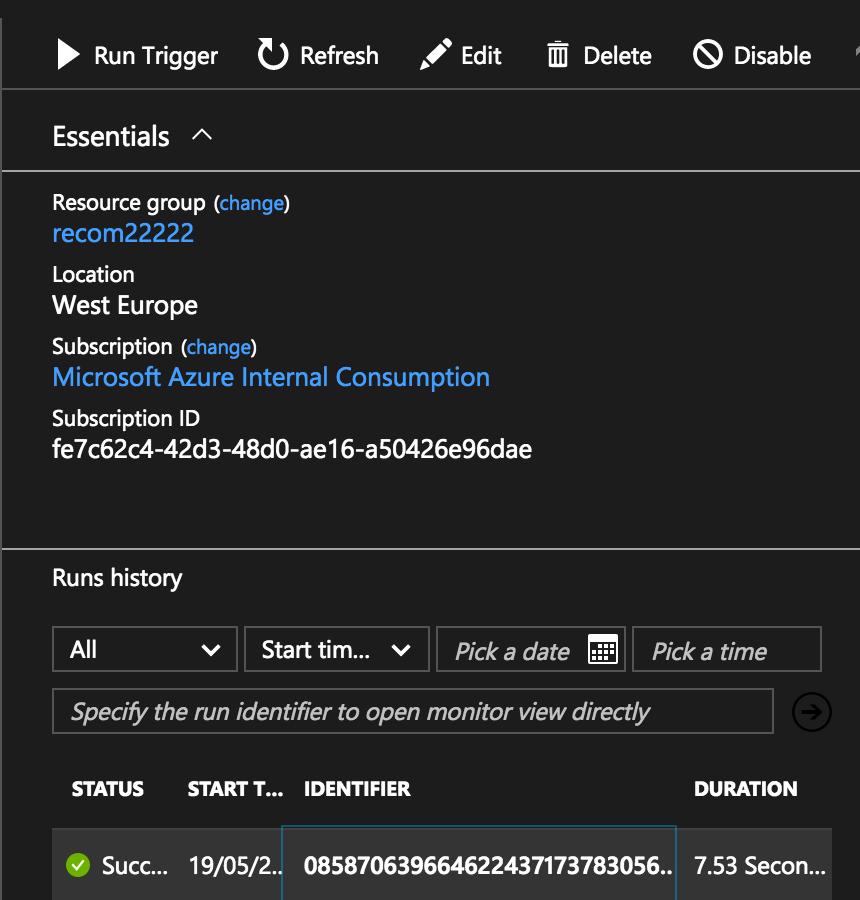 Run Trigger Refresh Edit Delete Disable
Essentials
Resource group (change)
recom22222
Location
West Europe
Subscription (change)
Microsoft Azure Internal Consumption
Subscription ID
fe7c62c4-42d3-48d0-ae16-a50426e96dae
Runs history
All Start tim... Pick a date Pick a time
Specify the run identifier to open monitor view directly
STATUS START T... IDENTIFIER DURATION
Succ... 19/05/2.. 085870639664622437173783056.. 7.53 Secon...